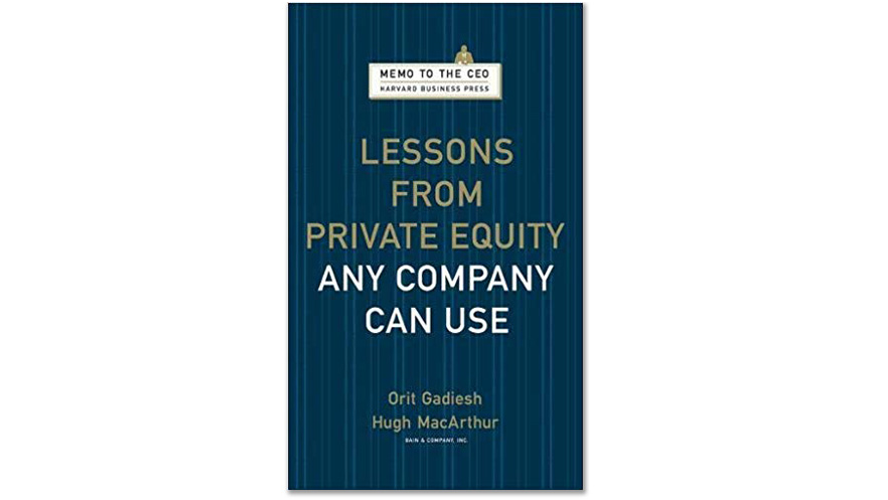 MEMO TO THE CEO
HARVARD BUSINESS PRESS
LESSONS
FROM
PRIVATE EQUITY
ANY COMPANY
CAN USE
Orit Gadiesh
Hugh MacArthur
BAIN & COMPANY, INC.